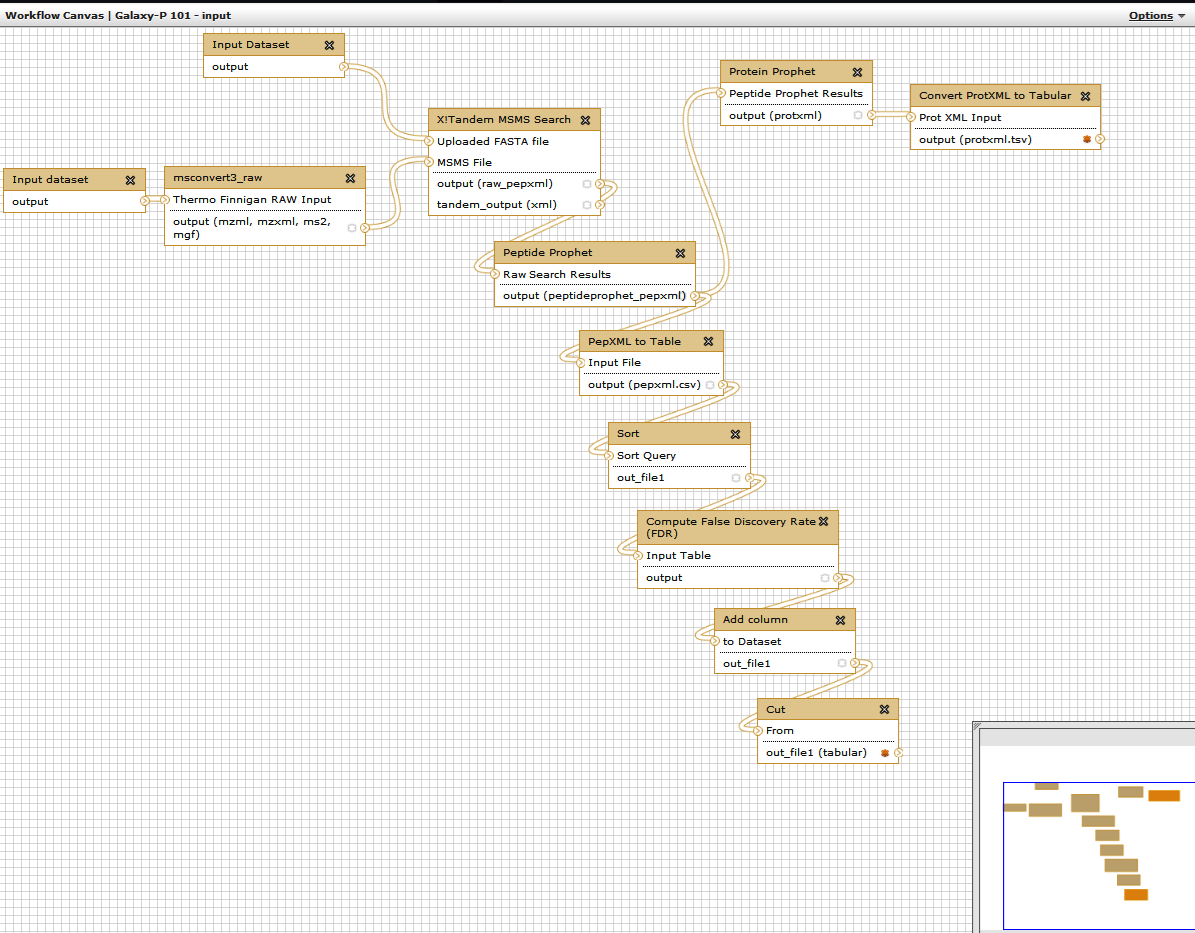 Workflow Canvas | Galaxy-P 101 - input
Options
Input Dataset
output
Input dataset
output
msconvert3_raw
Thermo Finnigan RAW Input
output (mzml, mzxml, ms2,
mgf)
X!Tandem MSMS Search
Uploaded FASTA file
MSMS File
output (raw_pepxml)
tandem_output (xml)
Protein Prophet
Peptide Prophet Results
output (protxml)
Convert ProtXML to Tabular
Prot XML Input
output (protxml.tsv)
Peptide Prophet
Raw Search Results
output (peptideprophet_pepxml)
PepXML to Table
Input File
output (pepxml.csv)
Sort
Sort Query
out_file1
Compute False Discovery Rate
(FDR)
Input Table
output
Add column
to Dataset
out_file1
Cut
From
out_file1 (tabular)